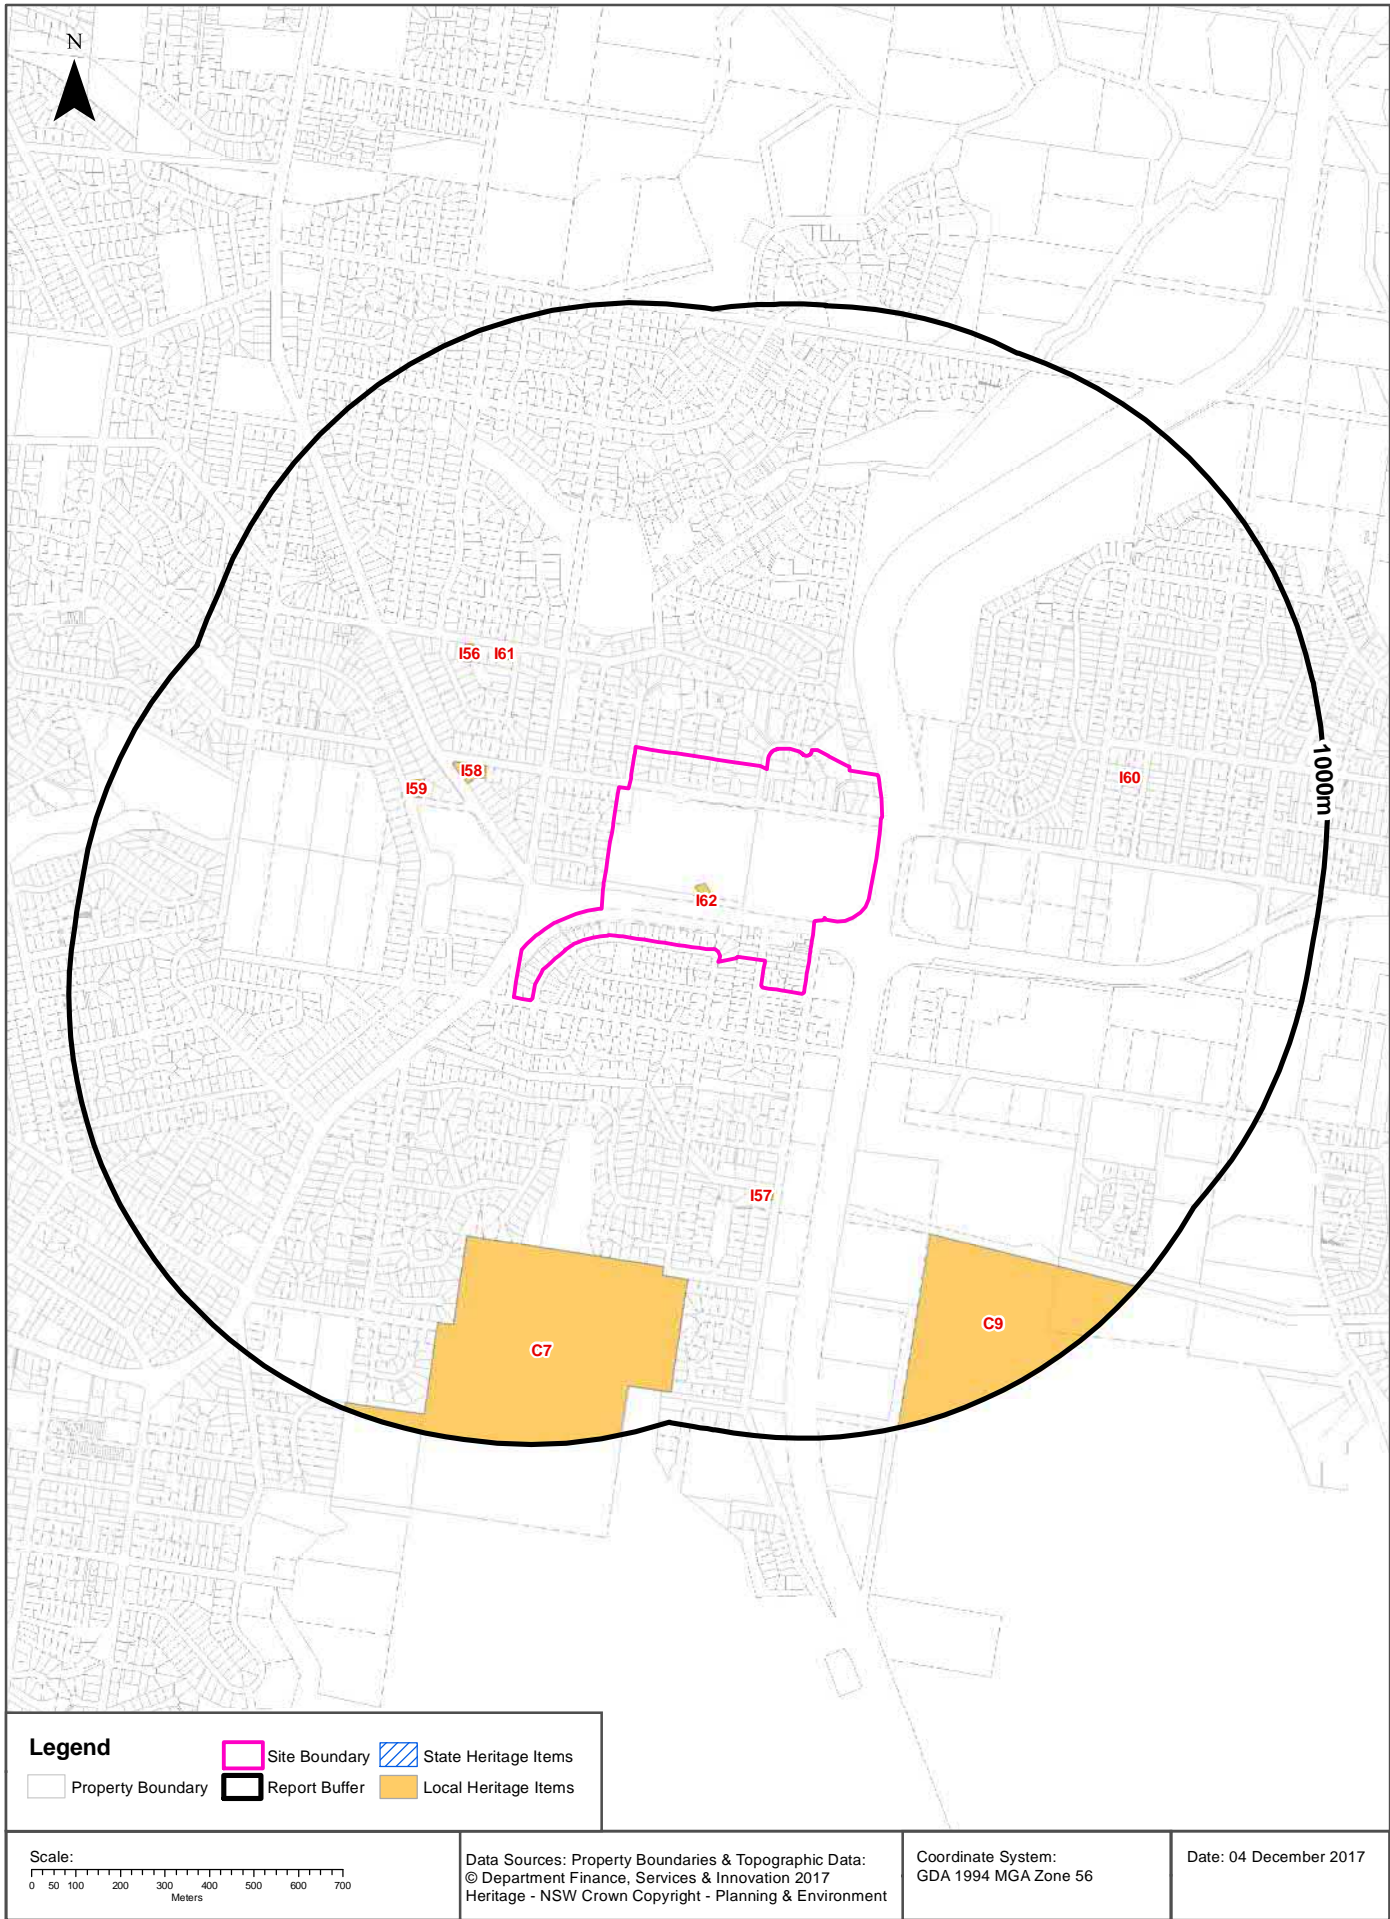 N
1000m
I56 I61
I58
I59
I60
I62
I57
C9
C7
Legend
Site Boundary
State Heritage Items
Property Boundary
Report Buffer
Local Heritage Items
Scale:
0 50 100 200 300 400 500 600 700
Meters
Data Sources: Property Boundaries & Topographic Data:
© Department Finance, Services & Innovation 2017
Heritage - NSW Crown Copyright - Planning & Environment
Coordinate System:
GDA 1994 MGA Zone 56
Date: 04 December 2017